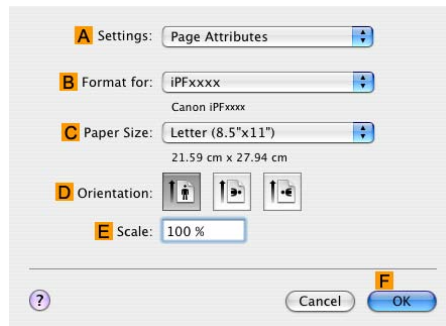 A Settings: Page Attributes
B Format for: iPFxxxx
Canon iPFxxxx
C Paper Size: Letter (8.5"x11")
21.59 cm x 27.94 cm
D Orientation:
E Scale: 100 %
F
? Cancel OK